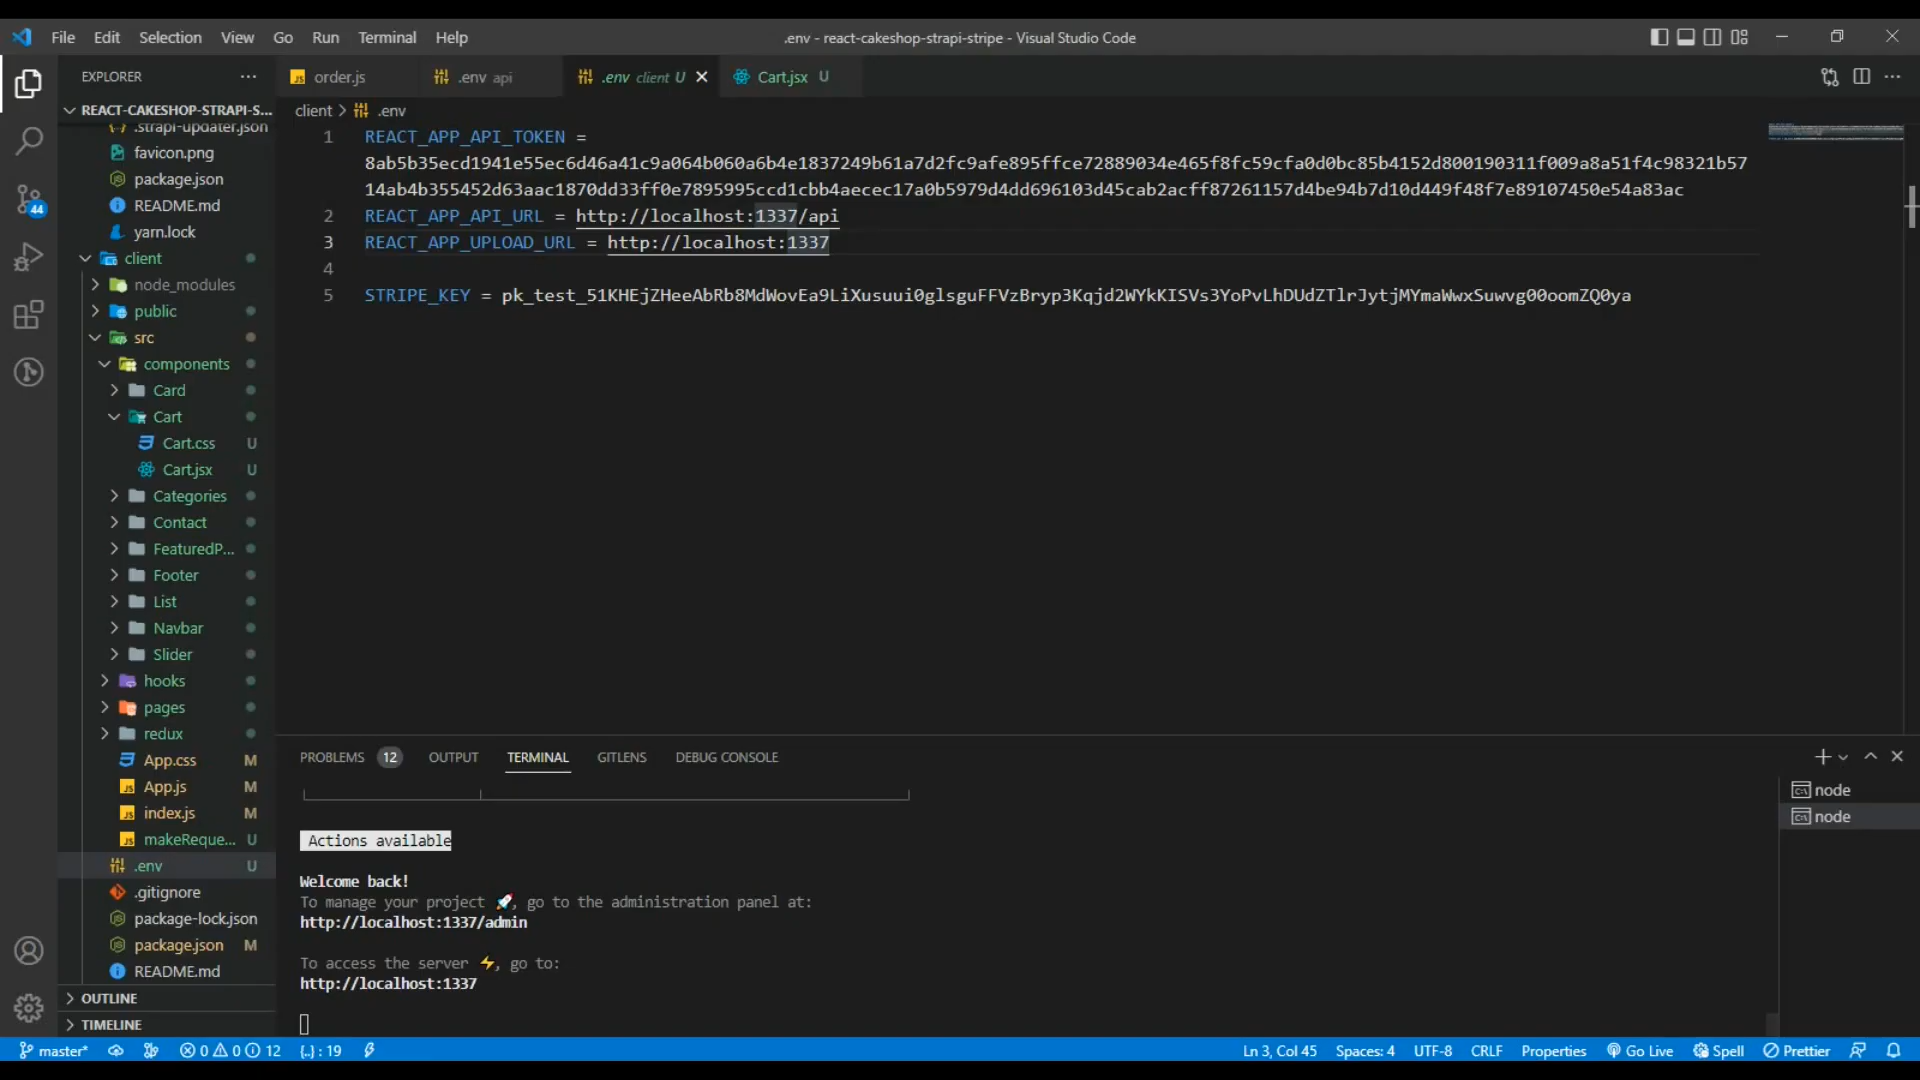 File Edit Selection View Go Run Terminal Help
.env - react-cakeshop-strapi-stripe - Visual Studio Code
EXPLORER
order.js
.env api
.env client U
Cart.jsx U
REACT-CAKESHOP-STRAPI-S...
client > .env
.strapi-updater.json
favicon.png
package.json
README.md
yarn.lock
client
node_modules
public
src
components
Card
Cart
Cart.css U
Cart.jsx U
Categories
Contact
FeaturedP...
Footer
List
Navbar
Slider
hooks
pages
redux
App.css M
App.js M
index.js M
makeReque... U
.env U
.gitignore
package-lock.json
package.json M
README.md
OUTLINE
TIMELINE
44
1 REACT_APP_API_TOKEN =
8ab5b35ecd1941e55ec6d46a41c9a064b060a6b4e1837249b61a7d2fc9afe895ffce72889034e465f8fc59cfa0d0bc85b4152d800190311f009a8a51f4c98321b57
14ab4b355452d63aac1870dd33ff0e7895995ccd1cbb4aecec17a0b5979d4dd696103d45cab2acff87261157d4be94b7d10d449f48f7e89107450e54a83ac
2 REACT_APP_API_URL = http://localhost:1337/api
3 REACT_APP_UPLOAD_URL = http://localhost:1337
4
5 STRIPE_KEY = pk_test_51KHEjZHeeAbRb8MdWovEa9LiXusuui0glsguFFVzBryp3Kqjd2WYkKISVs3YoPvLhDUdZTlrJytjMYmaWwxSuwvg00oomZQ0ya
PROBLEMS 12 OUTPUT TERMINAL GITLENS DEBUG CONSOLE
node
node
Actions available
Welcome back!
To manage your project 🚀, go to the administration panel at:
http://localhost:1337/admin
To access the server ⚡, go to:
http://localhost:1337
master* 0 0 12 {..} : 19
Ln 3, Col 45 Spaces: 4 UTF-8 CRLF Properties Go Live Spell Prettier